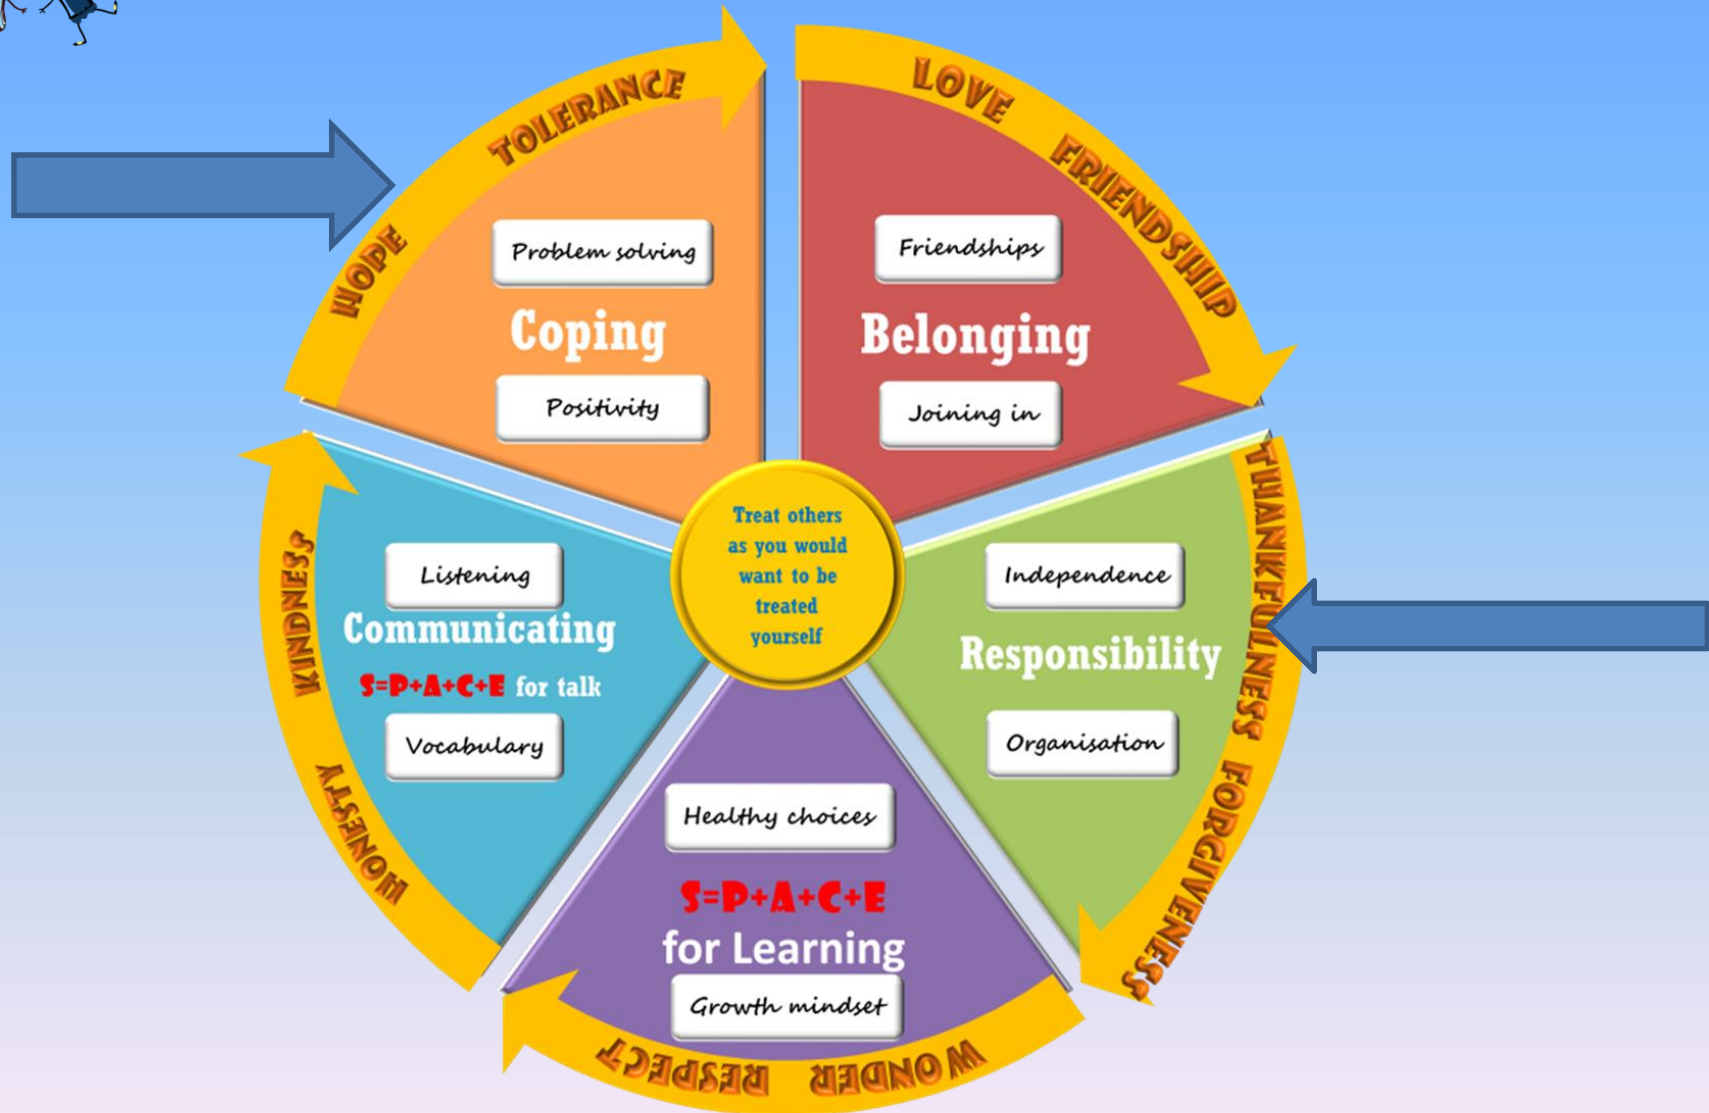 HOPE TOLERANCE
Problem solving
Coping
Positivity
LOVE FRIENDSHIP
Friendships
Belonging
Joining in
THANKFULNESS FORGIVENESS
Independence
Responsibility
Organisation
WONDER RESPECT
Healthy choices
S=P+A+C+E
for Learning
Growth mindset
HONESTY KINDNESS
Listening
Communicating
S=P+A+C+E for talk
Vocabulary
Treat others
as you would
want to be
treated
yourself